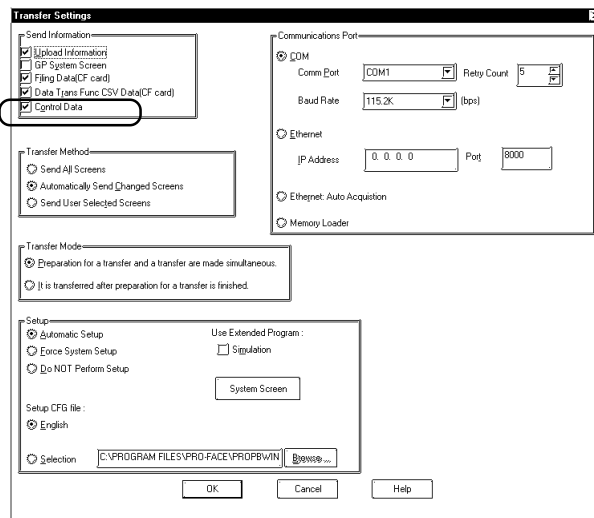 Transfer Settings
Send Information
Upload Information
GP System Screen
Filing Data(CF card)
Data Trans Func CSV Data(CF card)
Control Data
Transfer Method
Send All Screens
Automatically Send Changed Screens
Send User Selected Screens
Communications Port
COM
Comm Port COM1 Retry Count 5
Baud Rate 115.2K (bps)
Ethernet
IP Address 0. 0. 0. 0 Port 8000
Ethernet: Auto Acquistion
Memory Loader
Transfer Mode
Preparation for a transfer and a transfer are made simultaneous.
It is transferred after preparation for a transfer is finished.
Setup
Automatic Setup
Force System Setup
Do NOT Perform Setup
Use Extended Program :
Simulation
System Screen
Setup CFG file :
English
Selection C:\PROGRAM FILES\PRO-FACE\PROPBWIN Browse...
OK Cancel Help